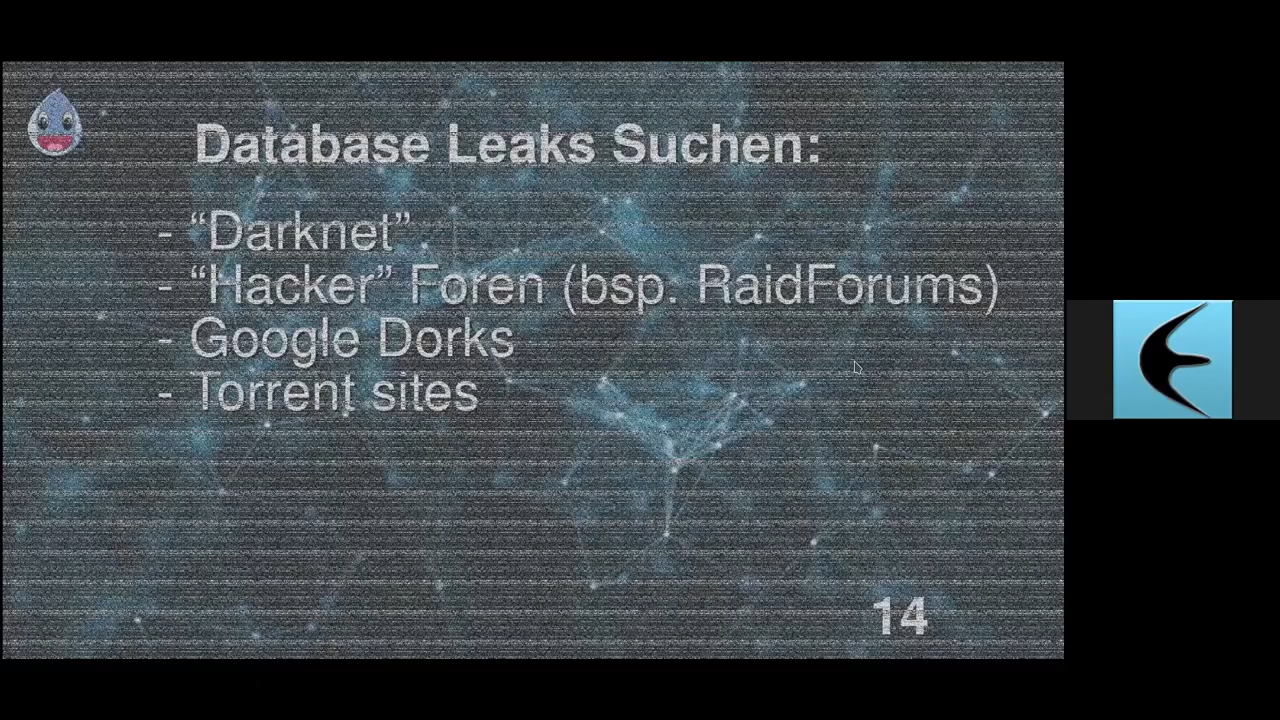 Database Leaks Suchen:
- “Darknet”
- “Hacker” Foren (bsp. RaidForums)
- Google Dorks
- Torrent sites
14